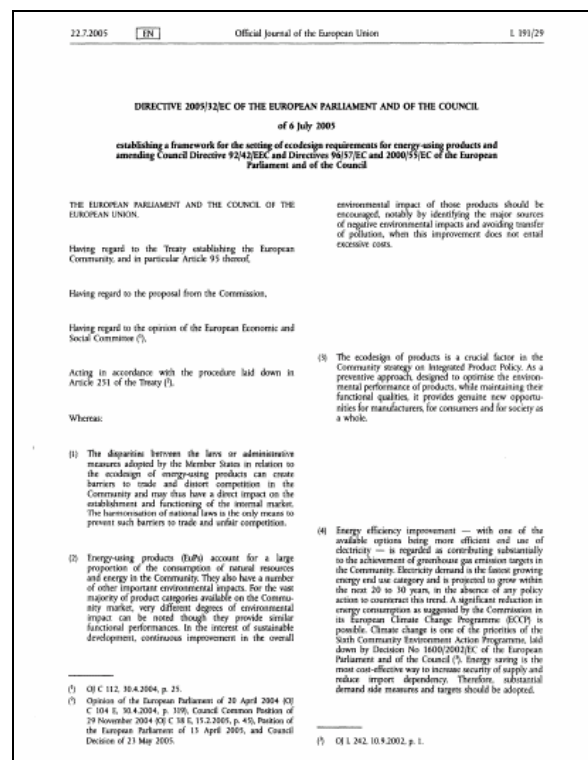 22.7.2005
EN
Official Journal of the European Union
L 191/29
DIRECTIVE 2005/32/EC OF THE EUROPEAN PARLIAMENT AND OF THE COUNCIL
of 6 July 2005
establishing a framework for the setting of ecodesign requirements for energy-using products and
amending Council Directive 92/42/EEC and Directives 96/57/EC and 2000/55/EC of the European
Parliament and of the Council
THE EUROPEAN PARLIAMENT AND THE COUNCIL OF THE
EUROPEAN UNION,
Having regard to the Treaty establishing the European
Community, and in particular Article 95 thereof,
Having regard to the proposal from the Commission,
Having regard to the opinion of the European Economic and
Social Committee (¹),
Acting in accordance with the procedure laid down in
Article 251 of the Treaty (²),
Whereas:
(1) The disparities between the laws or administrative
measures adopted by the Member States in relation to
the ecodesign of energy-using products can create
barriers to trade and distort competition in the
Community and may thus have a direct impact on the
establishment and functioning of the internal market.
The harmonisation of national laws is the only means to
prevent such barriers to trade and unfair competition.
(2) Energy-using products (EuPs) account for a large
proportion of the consumption of natural resources
and energy in the Community. They also have a number
of other important environmental impacts. For the vast
majority of product categories available on the Commu-
nity market, very different degrees of environmental
impact can be noted though they provide similar
functional performances. In the interest of sustainable
development, continuous improvement in the overall
(¹) OJ C 112, 30.4.2004, p. 25.
(²) Opinion of the European Parliament of 20 April 2004 (OJ
C 104 E, 30.4.2004, p. 319), Council Common Position of
29 November 2004 (OJ C 38 E, 15.2.2005, p. 45), Position of
the European Parliament of 13 April 2005, and Council
Decision of 23 May 2005.
environmental impact of those products should be
encouraged, notably by identifying the major sources
of negative environmental impacts and avoiding transfer
of pollution, when this improvement does not entail
excessive costs.
(3) The ecodesign of products is a crucial factor in the
Community strategy on Integrated Product Policy. As a
preventive approach, designed to optimise the environ-
mental performance of products, while maintaining their
functional qualities, it provides genuine new opportu-
nities for manufacturers, for consumers and for society as
a whole.
(4) Energy efficiency improvement — with one of the
available options being more efficient end use of
electricity — is regarded as contributing substantially
to the achievement of greenhouse gas emission targets in
the Community. Electricity demand is the fastest growing
energy end use category and is projected to grow within
the next 20 to 30 years, in the absence of any policy
action to counteract this trend. A significant reduction in
energy consumption as suggested by the Commission in
its European Climate Change Programme (ECCP) is
possible. Climate change is one of the priorities of the
Sixth Community Environment Action Programme, laid
down by Decision No 1600/2002/EC of the European
Parliament and of the Council (³). Energy saving is the
most cost-effective way to increase security of supply and
reduce import dependency. Therefore, substantial
demand side measures and targets should be adopted.
(³) OJ L 242, 10.9.2002, p. 1.